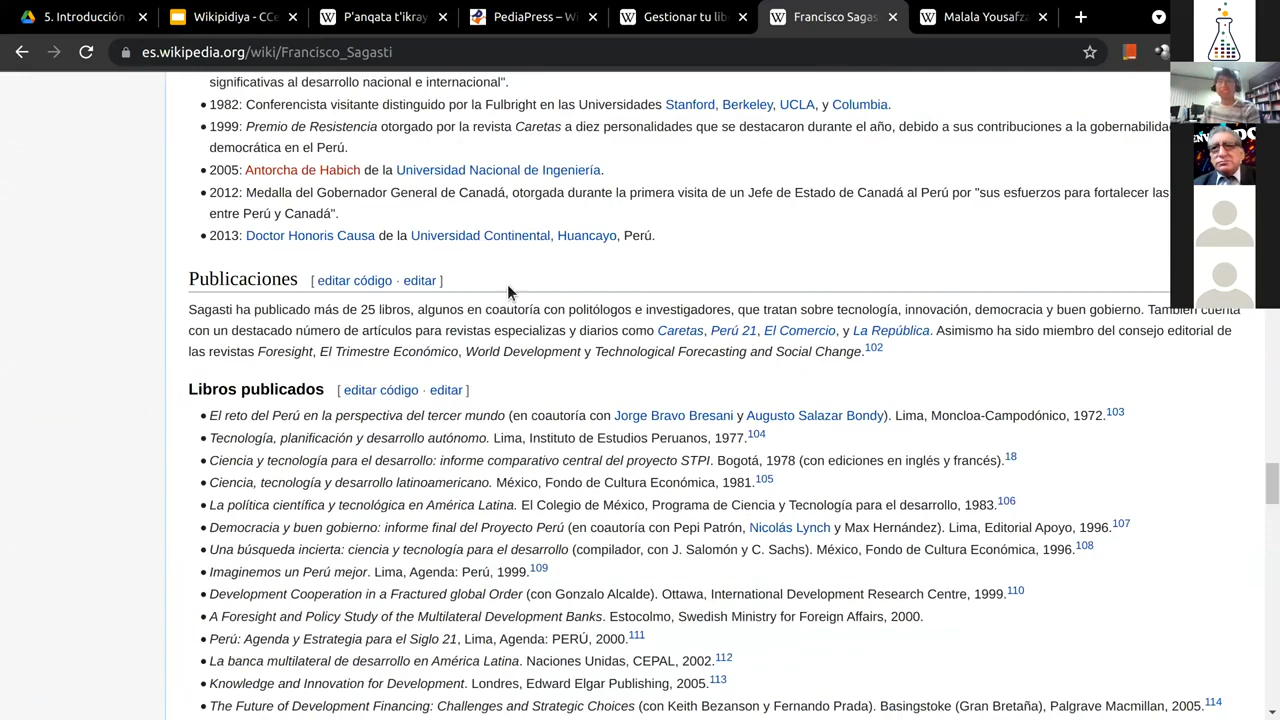 5. Introducción
Wikipidiya - CCe
P'anqata t'ikray
PediaPress – Wi
Gestionar tu lib
Francisco Sagas
Malala Yousafza
es.wikipedia.org/wiki/Francisco_Sagasti
significativas al desarrollo nacional e internacional".
1982: Conferencista visitante distinguido por la Fulbright en las Universidades Stanford, Berkeley, UCLA, y Columbia.
1999: Premio de Resistencia otorgado por la revista Caretas a diez personalidades que se destacaron durante el año, debido a sus contribuciones a la gobernabilidad
democrática en el Perú.
2005: Antorcha de Habich de la Universidad Nacional de Ingeniería.
2012: Medalla del Gobernador General de Canadá, otorgada durante la primera visita de un Jefe de Estado de Canadá al Perú por "sus esfuerzos para fortalecer las
entre Perú y Canadá".
2013: Doctor Honoris Causa de la Universidad Continental, Huancayo, Perú.
Publicaciones [ editar código · editar ]
Sagasti ha publicado más de 25 libros, algunos en coautoría con politólogos e investigadores, que tratan sobre tecnología, innovación, democracia y buen gobierno. También cuenta
con un destacado número de artículos para revistas especializas y diarios como Caretas, Perú 21, El Comercio, y La República. Asimismo ha sido miembro del consejo editorial de
las revistas Foresight, El Trimestre Económico, World Development y Technological Forecasting and Social Change.102
Libros publicados [ editar código · editar ]
El reto del Perú en la perspectiva del tercer mundo (en coautoría con Jorge Bravo Bresani y Augusto Salazar Bondy). Lima, Moncloa-Campodónico, 1972.103
Tecnología, planificación y desarrollo autónomo. Lima, Instituto de Estudios Peruanos, 1977.104
Ciencia y tecnología para el desarrollo: informe comparativo central del proyecto STPI. Bogotá, 1978 (con ediciones en inglés y francés).18
Ciencia, tecnología y desarrollo latinoamericano. México, Fondo de Cultura Económica, 1981.105
La política científica y tecnológica en América Latina. El Colegio de México, Programa de Ciencia y Tecnología para el desarrollo, 1983.106
Democracia y buen gobierno: informe final del Proyecto Perú (en coautoría con Pepi Patrón, Nicolás Lynch y Max Hernández). Lima, Editorial Apoyo, 1996.107
Una búsqueda incierta: ciencia y tecnología para el desarrollo (compilador, con J. Salomón y C. Sachs). México, Fondo de Cultura Económica, 1996.108
Imaginemos un Perú mejor. Lima, Agenda: Perú, 1999.109
Development Cooperation in a Fractured global Order (con Gonzalo Alcalde). Ottawa, International Development Research Centre, 1999.110
A Foresight and Policy Study of the Multilateral Development Banks. Estocolmo, Swedish Ministry for Foreign Affairs, 2000.
Perú: Agenda y Estrategia para el Siglo 21, Lima, Agenda: PERÚ, 2000.111
La banca multilateral de desarrollo en América Latina. Naciones Unidas, CEPAL, 2002.112
Knowledge and Innovation for Development. Londres, Edward Elgar Publishing, 2005.113
The Future of Development Financing: Challenges and Strategic Choices (con Keith Bezanson y Fernando Prada). Basingstoke (Gran Bretaña), Palgrave Macmillan, 2005.114